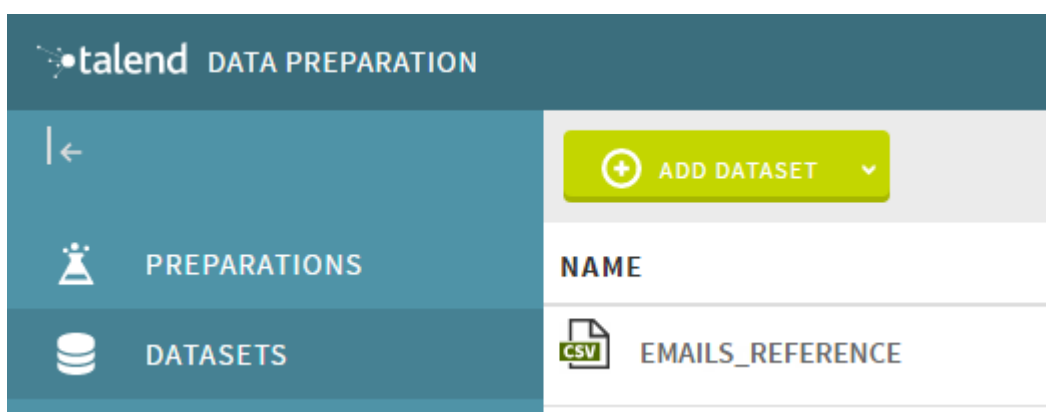 talend DATA PREPARATION
ADD DATASET
PREPARATIONS
NAME
DATASETS
CSV EMAILS_REFERENCE